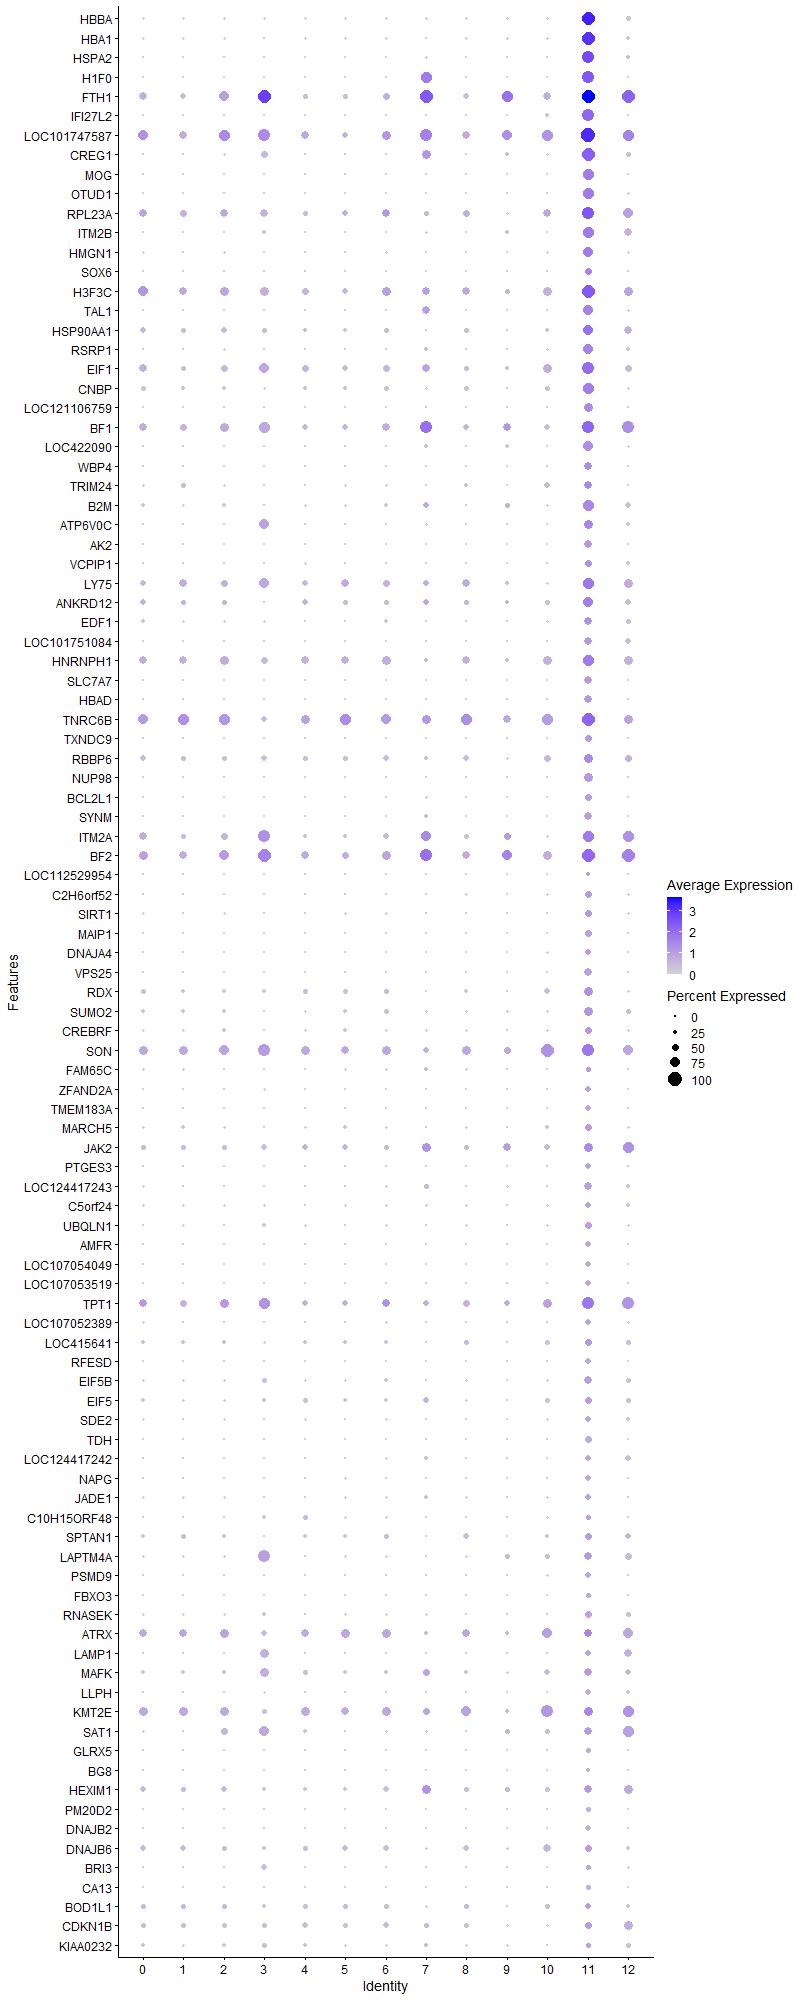 HBBA
HBA1
HSPA2
H1F0
FTH1
IFI27L2
LOC101747587
CREG1
MOG
OTUD1
RPL23A
ITM2B
HMGN1
SOX6
H3F3C
TAL1
HSP90AA1
RSRP1
EIF1
CNBP
LOC121106759
BF1
LOC422090
WBP4
TRIM24
B2M
ATP6V0C
AK2
VCPIP1
LY75
ANKRD12
EDF1
LOC101751084
HNRNPH1
SLC7A7
HBAD
TNRC6B
TXNDC9
RBBP6
NUP98
BCL2L1
SYNM
ITM2A
BF2
LOC112529954
C2H6orf52
SIRT1
MAIP1
DNAJA4
VPS25
RDX
SUMO2
CREBRF
SON
FAM65C
ZFAND2A
TMEM183A
MARCH5
JAK2
PTGES3
LOC124417243
C5orf24
UBQLN1
AMFR
LOC107054049
LOC107053519
TPT1
LOC107052389
LOC415641
RFESD
EIF5B
EIF5
SDE2
TDH
LOC124417242
NAPG
JADE1
C10H15ORF48
SPTAN1
LAPTM4A
PSMD9
FBXO3
RNASEK
ATRX
LAMP1
MAFK
LLPH
KMT2E
SAT1
GLRX5
BG8
HEXIM1
PM20D2
DNAJB2
DNAJB6
BRI3
CA13
BOD1L1
CDKN1B
KIAA0232
Features
0 1 2 3 4 5 6 7 8 9 10 11 12
Identity
Average Expression
3
2
1
0
Percent Expressed
0
25
50
75
100